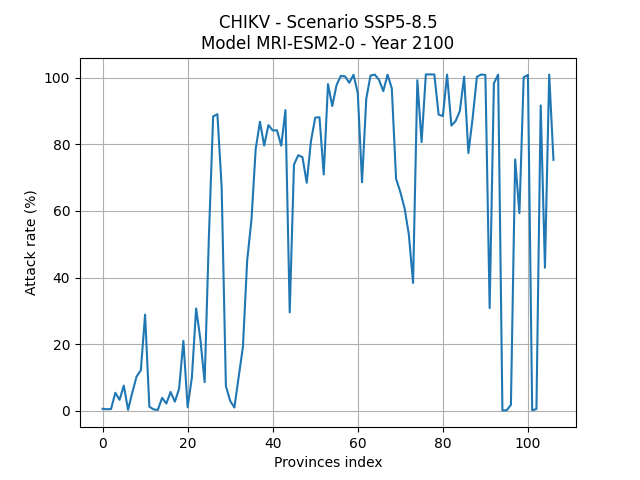 CHIKV - Scenario SSP5-8.5
Model MRI-ESM2-0 - Year 2100
100
80
60
40
20
0
Attack rate (%)
0 20 40 60 80 100
Provinces index